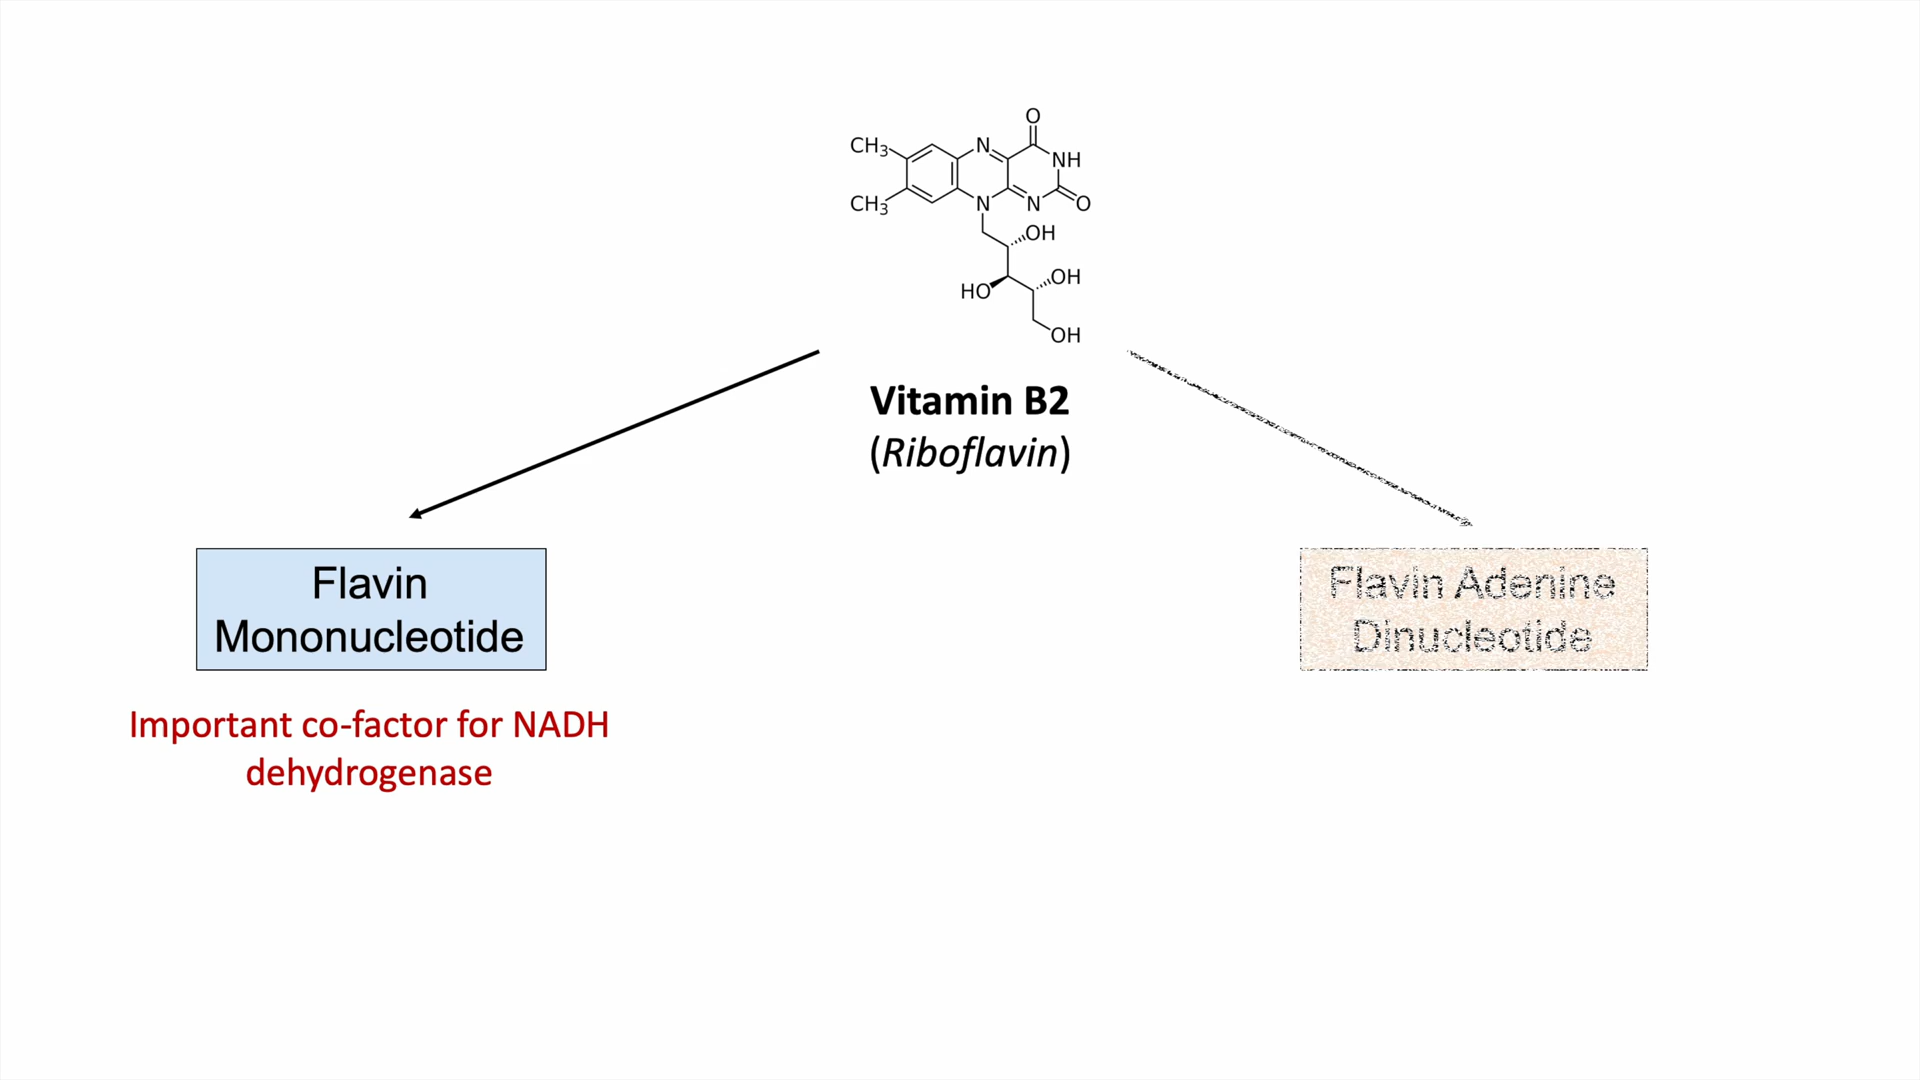 O
CH3
N
NH
CH3
N
N
O
OH
HO
OH
OH
Vitamin B2
(Riboflavin)
Flavin
Mononucleotide
Flavin Adenine
Dinucleotide
Important co-factor for NADH
dehydrogenase